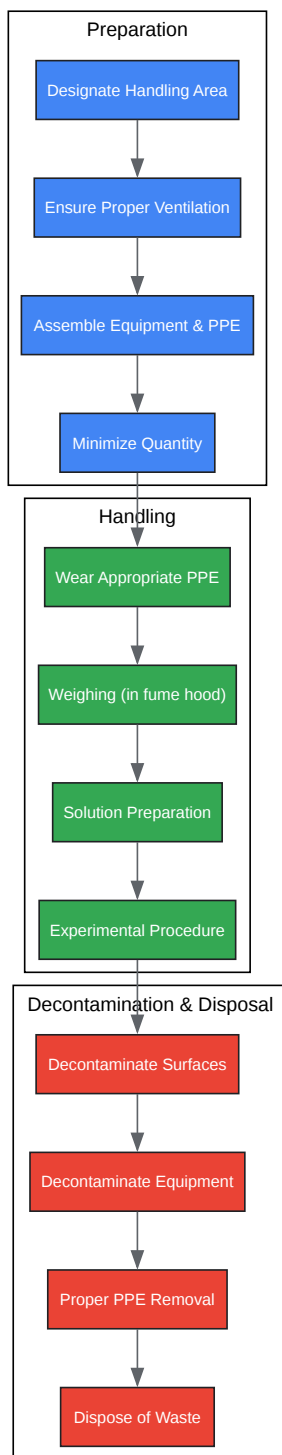 Preparation
Designate Handling Area
Ensure Proper Ventilation
Assemble Equipment & PPE
Minimize Quantity
Handling
Wear Appropriate PPE
Weighing (in fume hood)
Solution Preparation
Experimental Procedure
Decontamination & Disposal
Decontaminate Surfaces
Decontaminate Equipment
Proper PPE Removal
Dispose of Waste